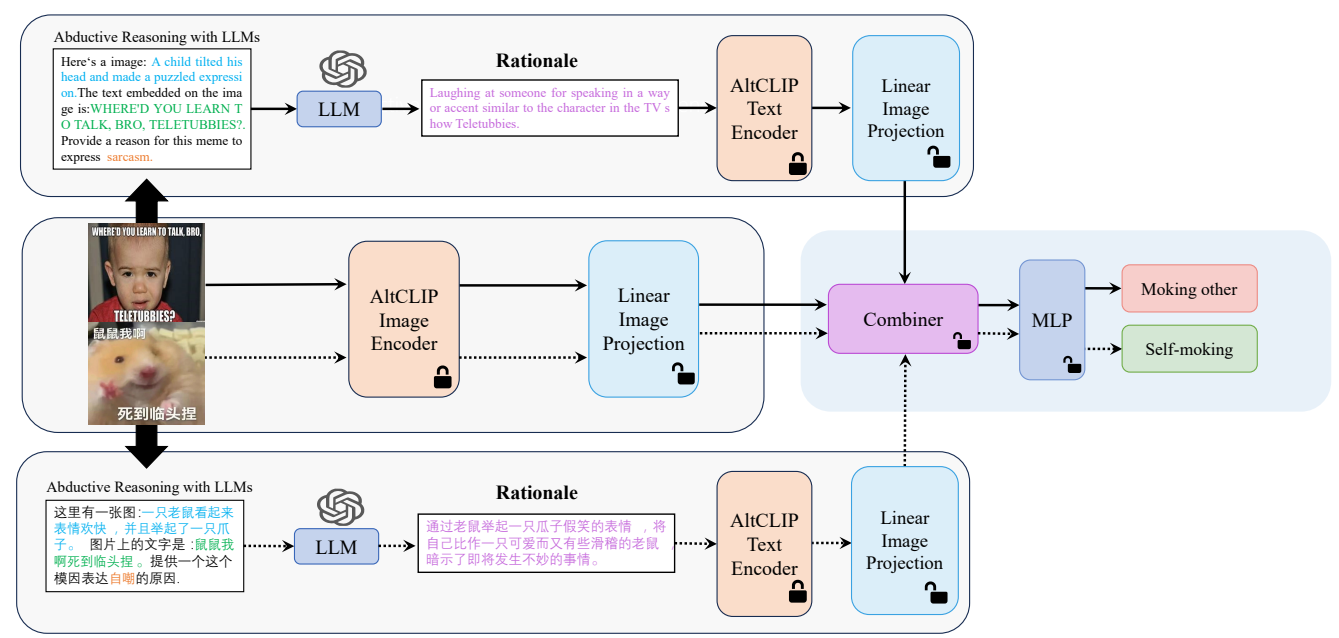 Abductive Reasoning with LLMs
Here's a image: A child tilted his
head and made a puzzled expressi
on.The text embedded on the ima
ge is:WHERE'D YOU LEARN T
O TALK, BRO, TELETUBBIES?.
Provide a reason for this meme to
express sarcasm.
LLM
Rationale
Laughing at someone for speaking in a way
or accent similar to the character in the TV s
how Teletubbies.
AltCLIP
Text
Encoder
Linear
Image
Projection
WHERE'D YOU LEARN TO TALK, BRO,
TELETUBBIES?
鼠鼠我啊
死到临头捏
AltCLIP
Image
Encoder
Linear
Image
Projection
Combiner
MLP
Moking other
Self-moking
Abductive Reasoning with LLMs
这里有一张图:一只老鼠看起来
表情欢快，并且举起了一只爪
子。 图片上的文字是:鼠鼠我
啊死到临头捏。提供一个这个
模因表达自嘲的原因.
LLM
Rationale
通过老鼠举起一只瓜子假笑的表情 ，将
自己比作一只可爱而又有些滑稽的老鼠，
暗示了即将发生不妙的事情。
AltCLIP
Text
Encoder
Linear
Image
Projection